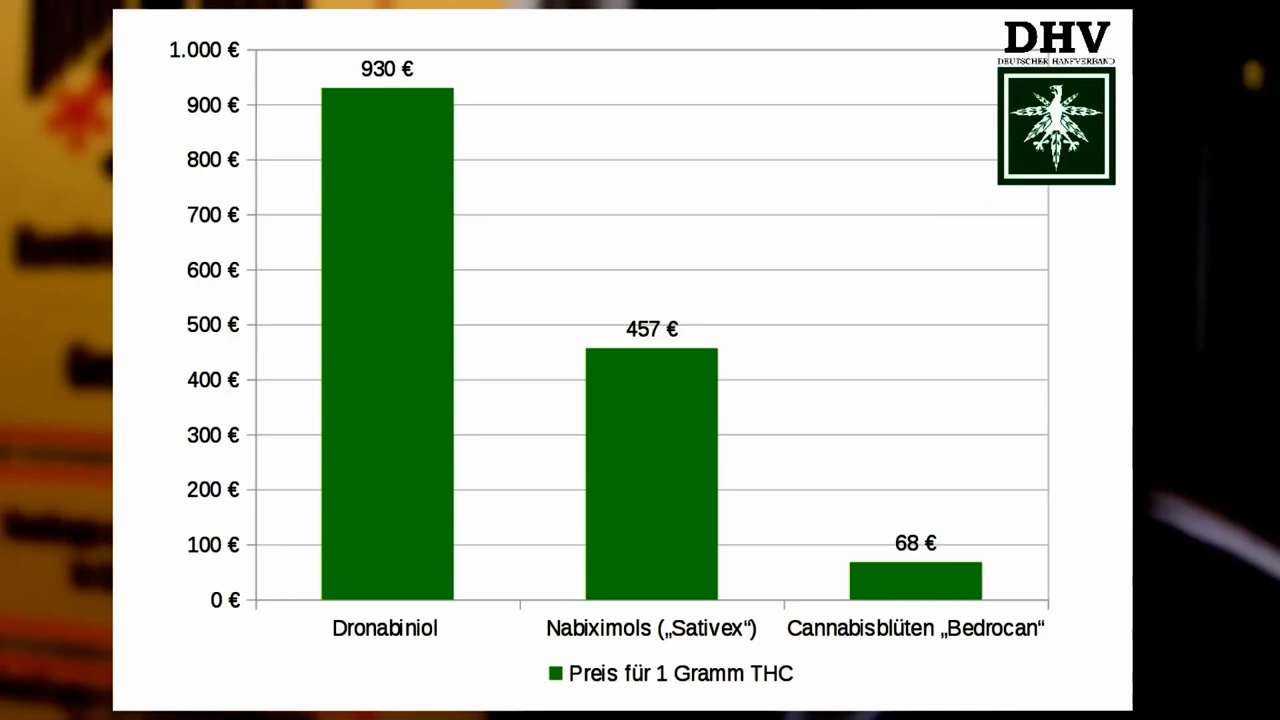 DHV
DEUTSCHER HANFVERBAND
1.000 €
900 €
800 €
700 €
600 €
500 €
400 €
300 €
200 €
100 €
0 €
930 €
457 €
68 €
Dronabiniol
Nabiximols („Sativex“)
Cannabisblüten „Bedrocan“
Preis für 1 Gramm THC